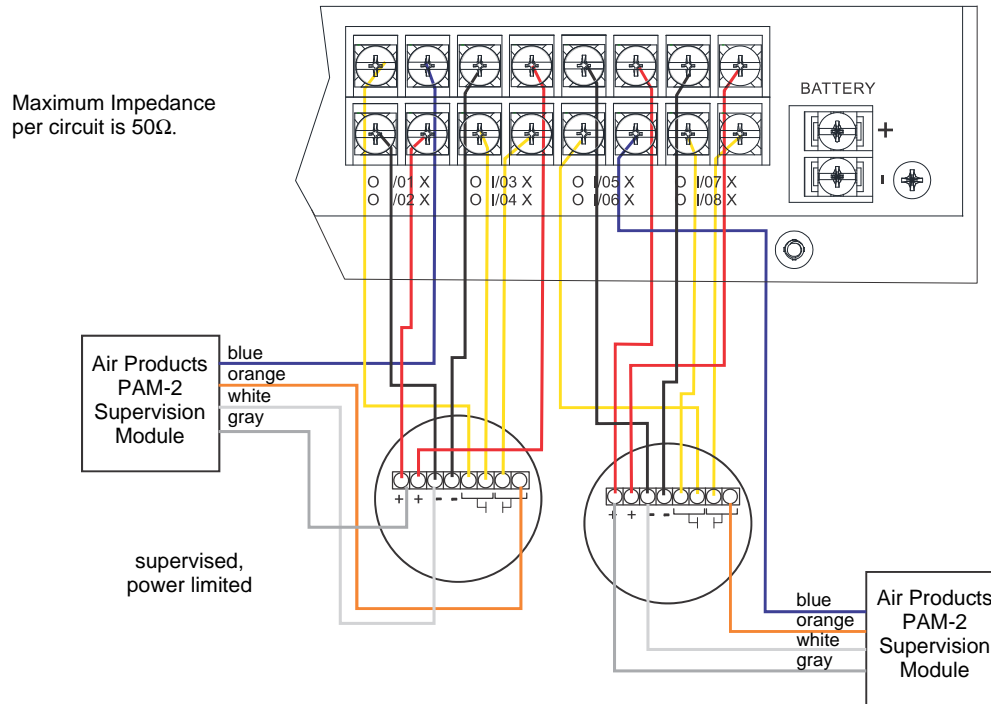 Maximum Impedance
per circuit is 50Ω.
BATTERY
+
-
O I/01 X O I/03 X O I/05 X O I/07 X
O I/02 X O I/04 X O I/06 X O I/08 X
Air Products
PAM-2
Supervision
Module
blue
orange
white
gray
+ + - -
+ + - -
supervised,
power limited
blue
orange
white
gray
Air Products
PAM-2
Supervision
Module